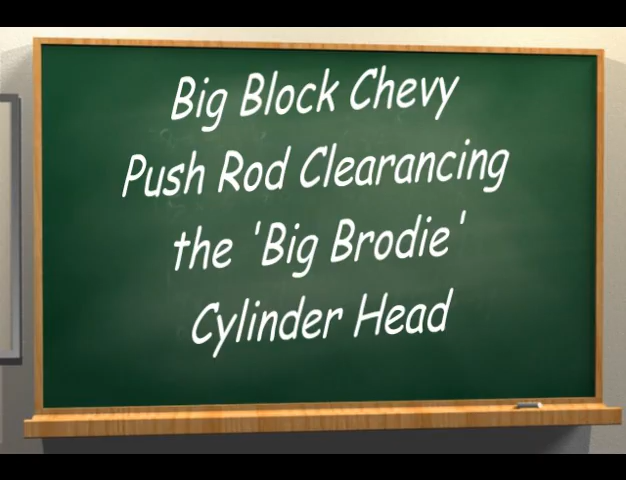 Big Block Chevy
Push Rod Clearancing
the 'Big Brodie'
Cylinder Head